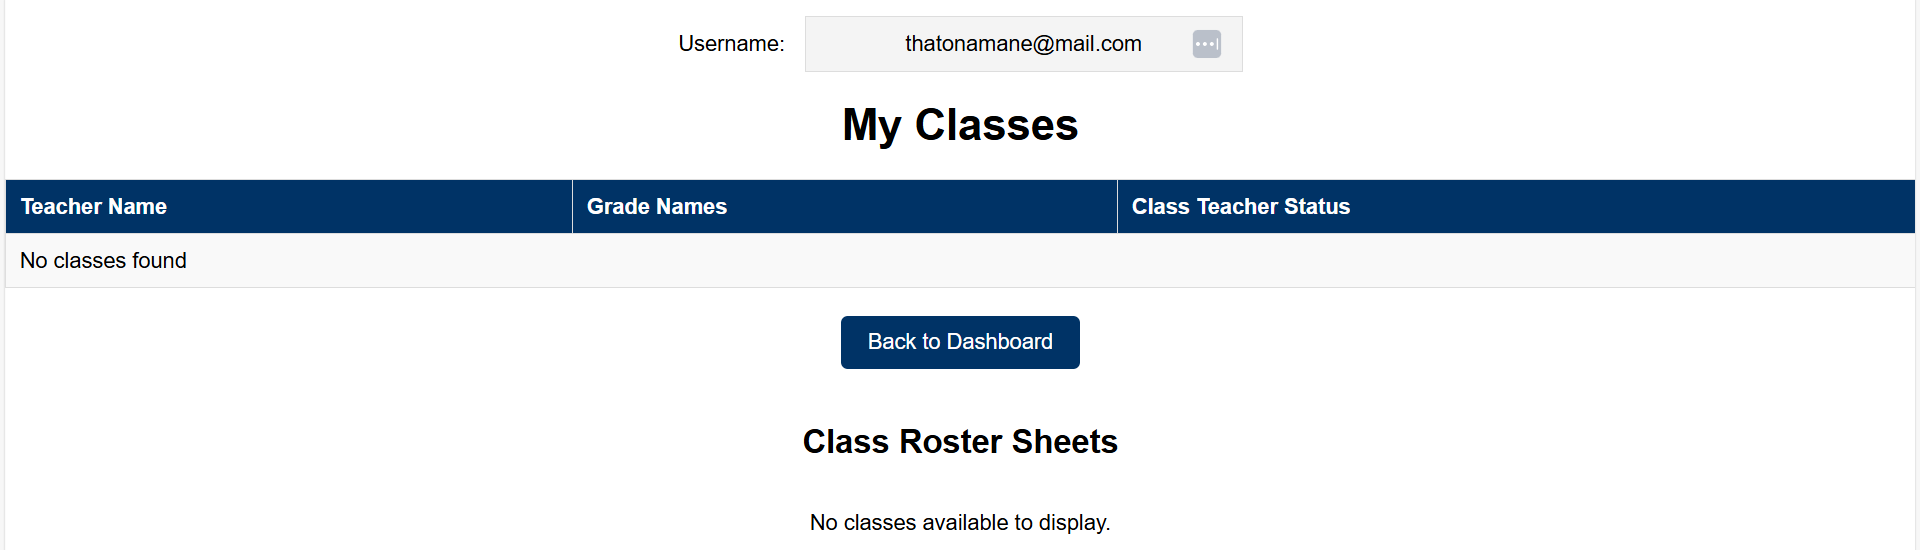 Username: thatonamane@mail.com
My Classes
Teacher Name Grade Names Class Teacher Status
No classes found
Back to Dashboard
Class Roster Sheets
No classes available to display.